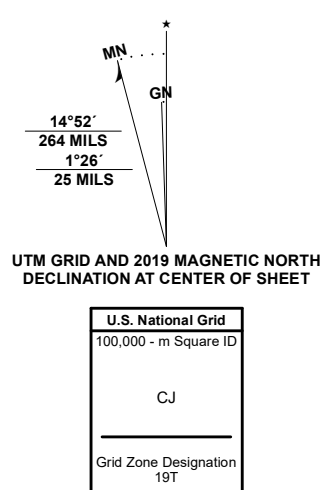 ★
MN
GN
14°52´
264 MILS
1°26´
25 MILS
UTM GRID AND 2019 MAGNETIC NORTH
DECLINATION AT CENTER OF SHEET
U.S. National Grid
100,000 - m Square ID
CJ
Grid Zone Designation
19T